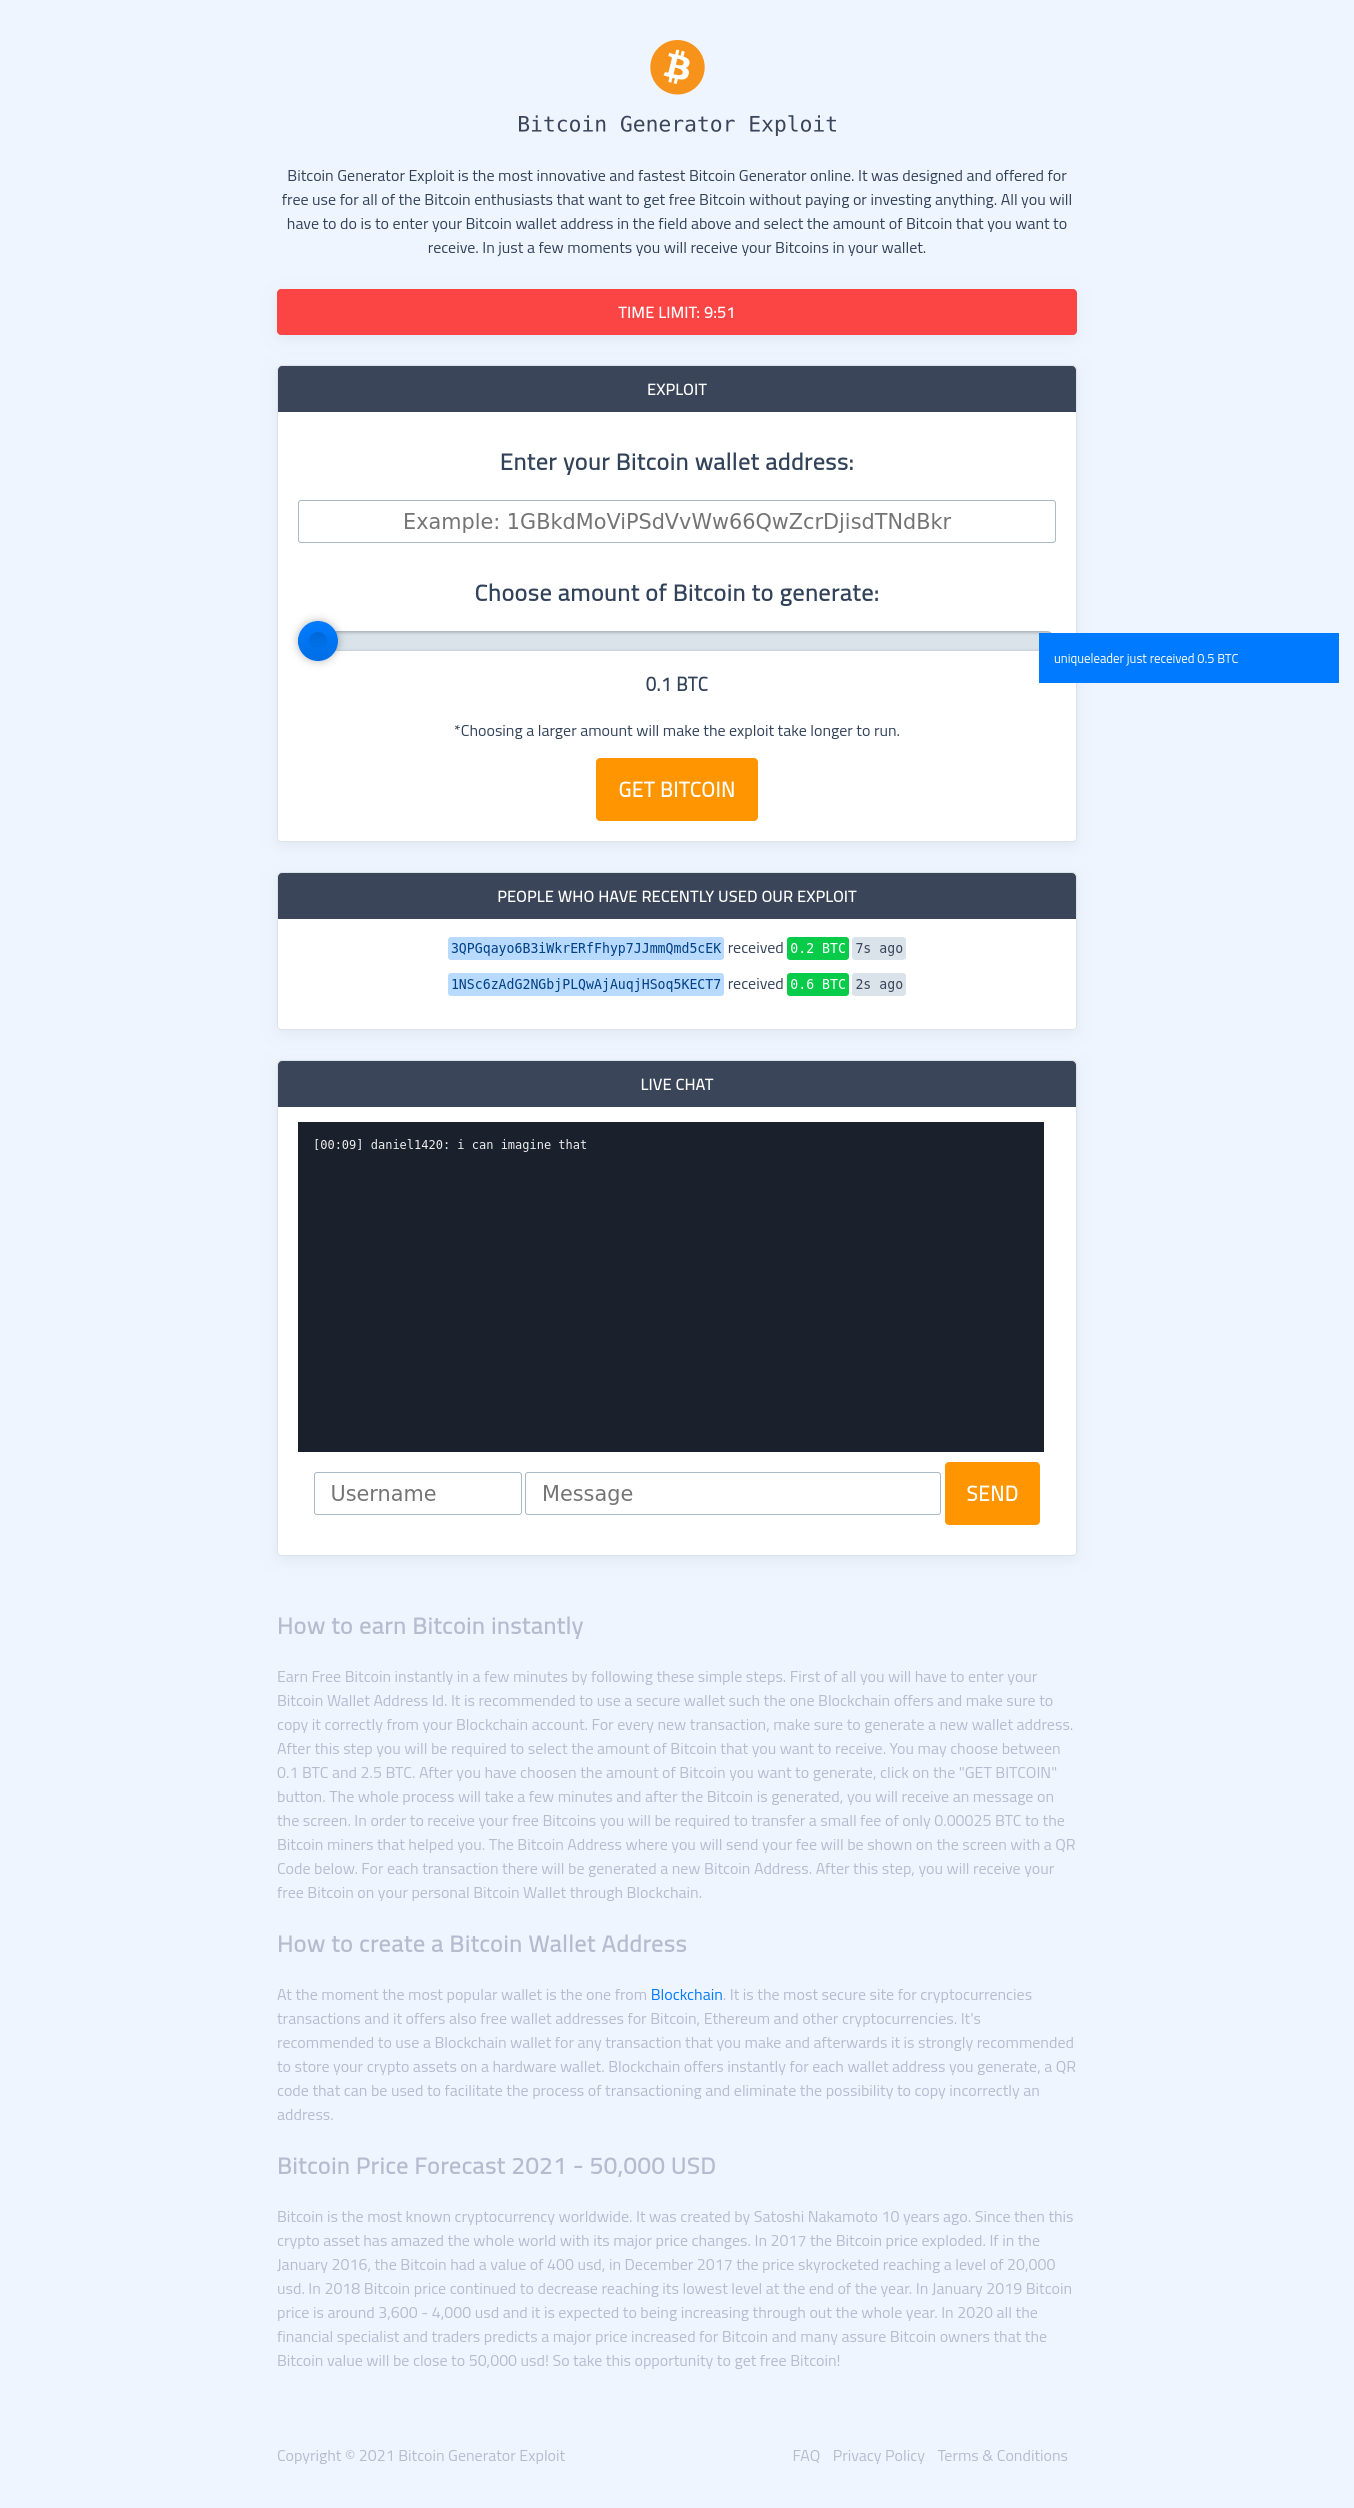 Bitcoin Generator Exploit
Bitcoin Generator Exploit is the most innovative and fastest Bitcoin Generator online. It was designed and offered for
free use for all of the Bitcoin enthusiasts that want to get free Bitcoin without paying or investing anything. All you will
have to do is to enter your Bitcoin wallet address in the field above and select the amount of Bitcoin that you want to
receive. In just a few moments you will receive your Bitcoins in your wallet.
TIME LIMIT: 9:51
EXPLOIT
Enter your Bitcoin wallet address:
Example: 1GBkdMoViPSdVvWw66QwZcrDjisdTNdBkr
Choose amount of Bitcoin to generate:
uniqueleader just received 0.5 BTC
0.1 BTC
*Choosing a larger amount will make the exploit take longer to run.
GET BITCOIN
PEOPLE WHO HAVE RECENTLY USED OUR EXPLOIT
3QPGqayo6B3iWkrERfFhyp7JJmmQmd5cEK received 0.2 BTC 7s ago
1NSc6zAdG2NGbjPLQwAjAuqjHSoq5KECT7 received 0.6 BTC 2s ago
LIVE CHAT
[00:09] daniel1420: i can imagine that
Username Message SEND
How to earn Bitcoin instantly
Earn Free Bitcoin instantly in a few minutes by following these simple steps. First of all you will have to enter your
Bitcoin Wallet Address Id. It is recommended to use a secure wallet such the one Blockchain offers and make sure to
copy it correctly from your Blockchain account. For every new transaction, make sure to generate a new wallet address.
After this step you will be required to select the amount of Bitcoin that you want to receive. You may choose between
0.1 BTC and 2.5 BTC. After you have choosen the amount of Bitcoin you want to generate, click on the "GET BITCOIN"
button. The whole process will take a few minutes and after the Bitcoin is generated, you will receive an message on
the screen. In order to receive your free Bitcoins you will be required to transfer a small fee of only 0.00025 BTC to the
Bitcoin miners that helped you. The Bitcoin Address where you will send your fee will be shown on the screen with a QR
Code below. For each transaction there will be generated a new Bitcoin Address. After this step, you will receive your
free Bitcoin on your personal Bitcoin Wallet through Blockchain.
How to create a Bitcoin Wallet Address
At the moment the most popular wallet is the one from Blockchain. It is the most secure site for cryptocurrencies
transactions and it offers also free wallet addresses for Bitcoin, Ethereum and other cryptocurrencies. It's
recommended to use a Blockchain wallet for any transaction that you make and afterwards it is strongly recommended
to store your crypto assets on a hardware wallet. Blockchain offers instantly for each wallet address you generate, a QR
code that can be used to facilitate the process of transactioning and eliminate the possibility to copy incorrectly an
address.
Bitcoin Price Forecast 2021 - 50,000 USD
Bitcoin is the most known cryptocurrency worldwide. It was created by Satoshi Nakamoto 10 years ago. Since then this
crypto asset has amazed the whole world with its major price changes. In 2017 the Bitcoin price exploded. If in the
January 2016, the Bitcoin had a value of 400 usd, in December 2017 the price skyrocketed reaching a level of 20,000
usd. In 2018 Bitcoin price continued to decrease reaching its lowest level at the end of the year. In January 2019 Bitcoin
price is around 3,600 - 4,000 usd and it is expected to being increasing through out the whole year. In 2020 all the
financial specialist and traders predicts a major price increased for Bitcoin and many assure Bitcoin owners that the
Bitcoin value will be close to 50,000 usd! So take this opportunity to get free Bitcoin!
Copyright © 2021 Bitcoin Generator Exploit FAQ Privacy Policy Terms & Conditions